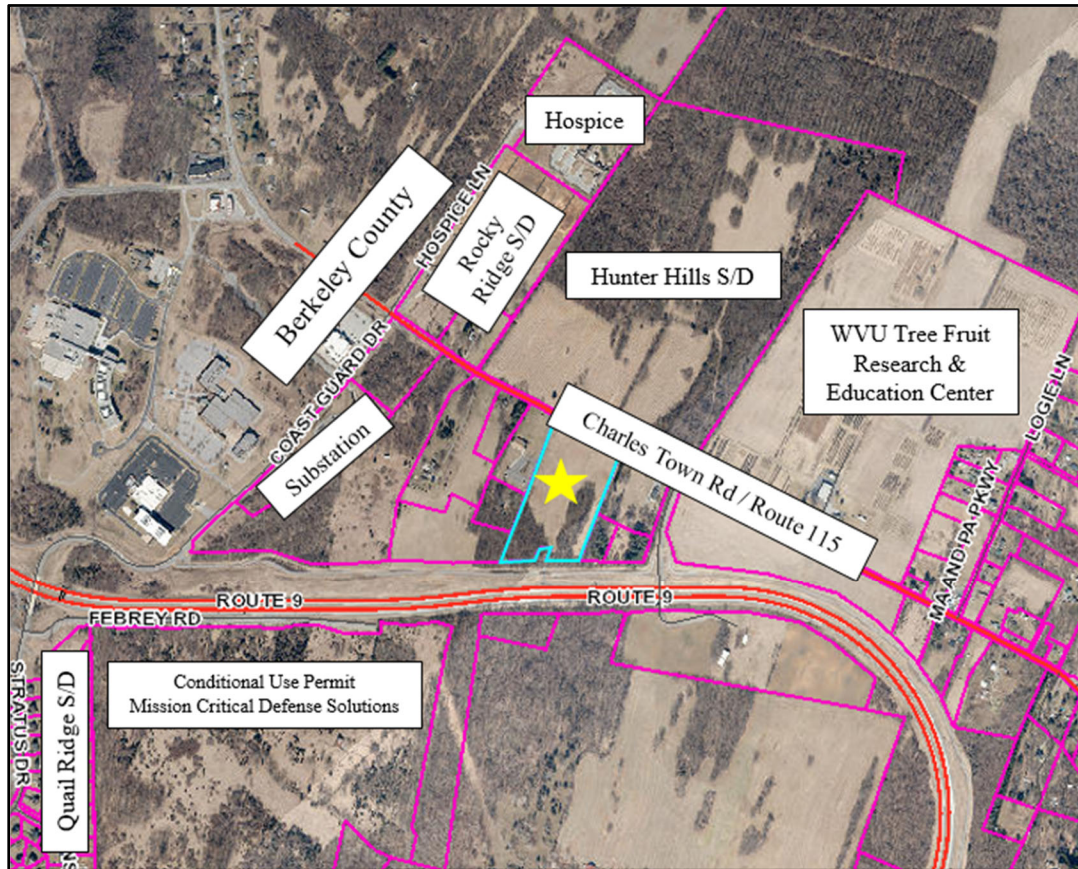 Hospice
HOSPICE LN
Berkeley County
Rocky
Ridge S/D
Hunter Hills S/D
WVU Tree Fruit
Research &
Education Center
LOGIE LN
COAST GUARD DR
Substation
Charles Town Rd / Route 115
MA AND PA PKWY
ROUTE 9
ROUTE 9
FEBREY RD
STRATUS DR
Quail Ridge S/D
Conditional Use Permit
Mission Critical Defense Solutions